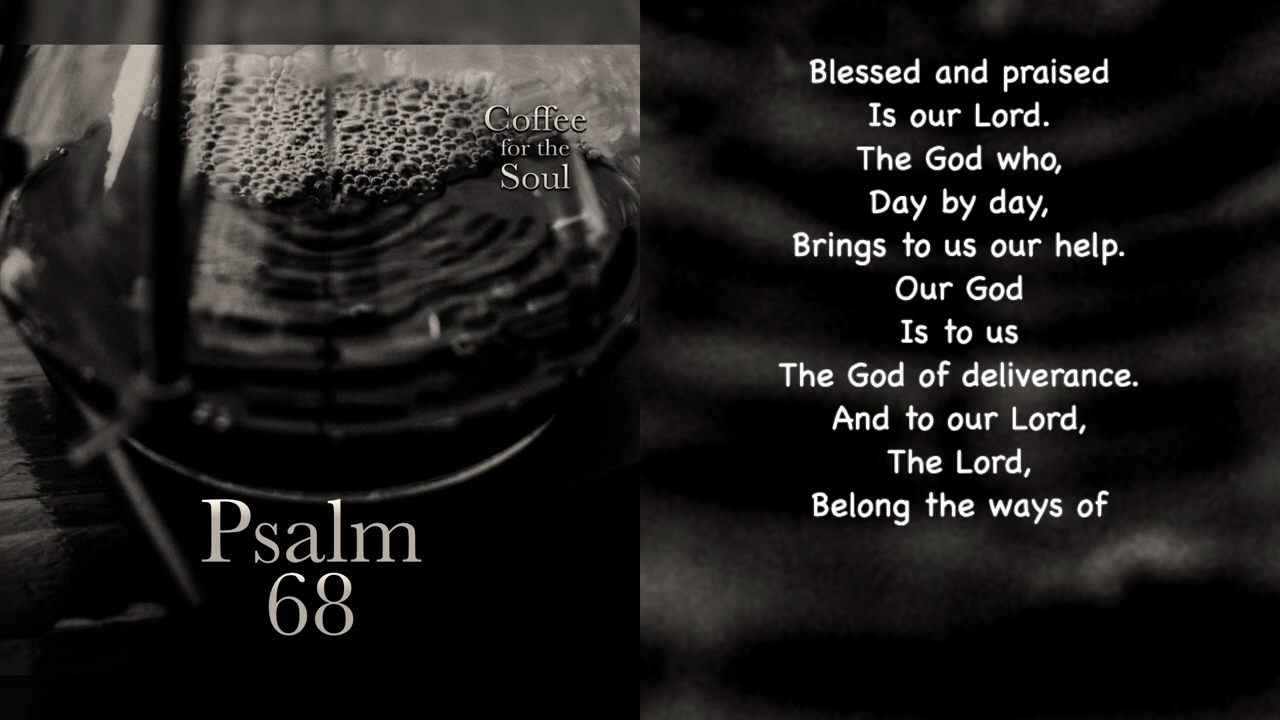 Coffee
for the
Soul
Psalm
68
Blessed and praised
Is our Lord.
The God who,
Day by day,
Brings to us our help.
Our God
Is to us
The God of deliverance.
And to our Lord,
The Lord,
Belong the ways of